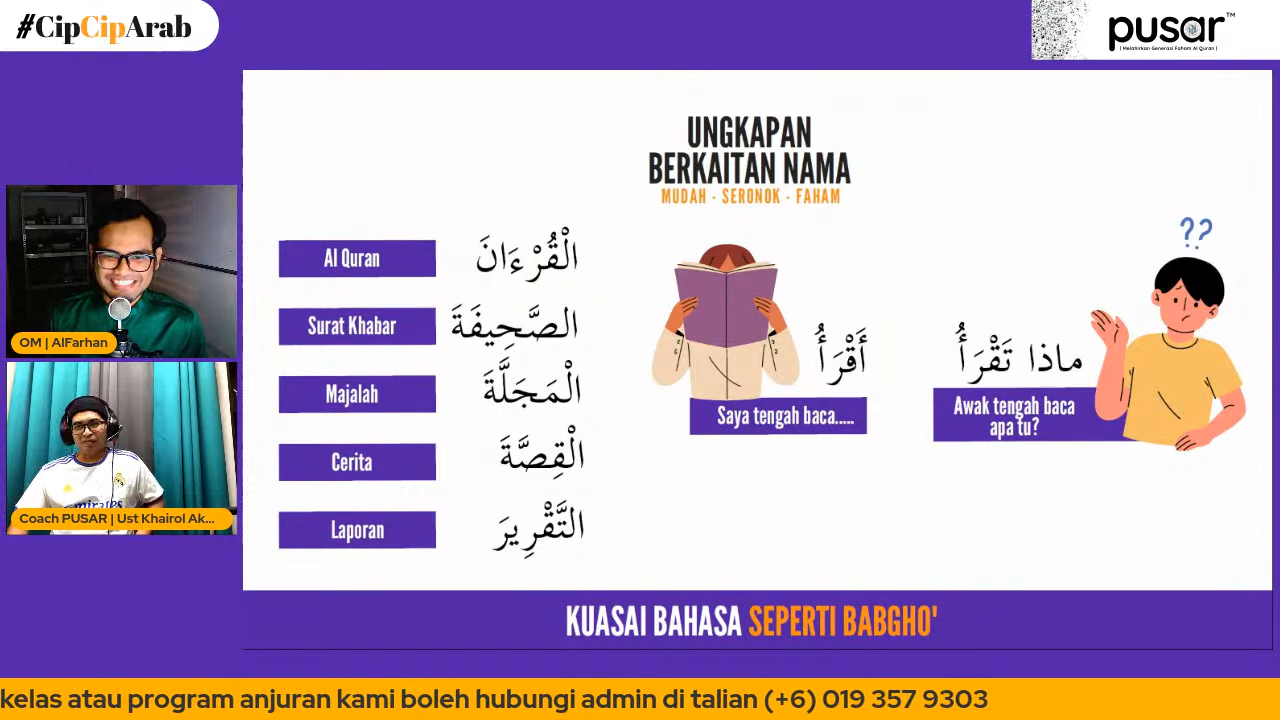 #CipCipArab
pusar™
| Melahirkan Generasi Faham Al Quran |
UNGKAPAN
BERKAITAN NAMA
MUDAH - SERONOK - FAHAM
Al Quran
الْقُرْءَانَ
Surat Khabar
الصَّحِيفَةَ
Majalah
الْمَجَلَّةَ
Cerita
الْقِصَّةَ
Laporan
التَّقْرِيرَ
أَقْرَأُ
Saya tengah baca.....
??
ماذا تَقْرَأُ
Awak tengah baca
apa tu?
OM | AlFarhan
Coach PUSAR | Ust Khairol Ak...
KUASAI BAHASA SEPERTI BABGHO'
kelas atau program anjuran kami boleh hubungi admin di talian (+6) 019 357 9303